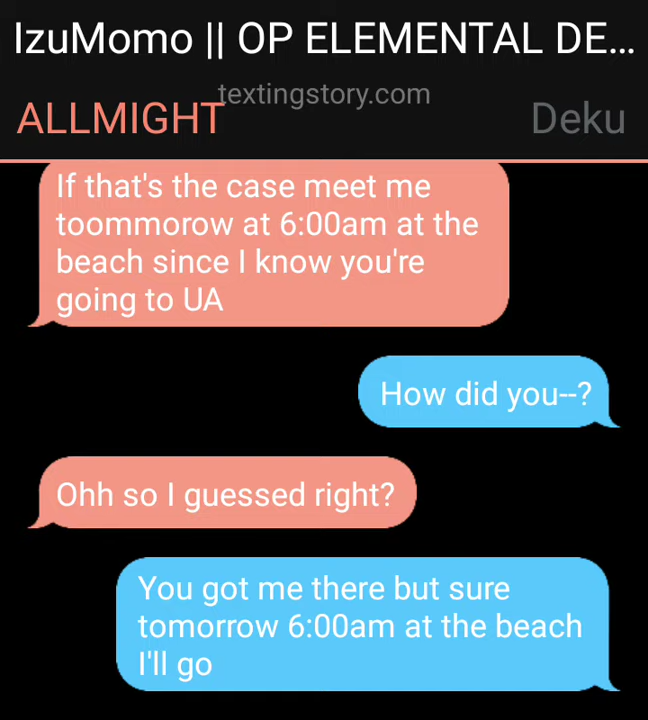 IzuMomo || OP ELEMENTAL DE...
textingstory.com
ALLMIGHT
Deku
If that's the case meet me
toommorow at 6:00am at the
beach since I know you're
going to UA
How did you--?
Ohh so I guessed right?
You got me there but sure
tomorrow 6:00am at the beach
I'll go